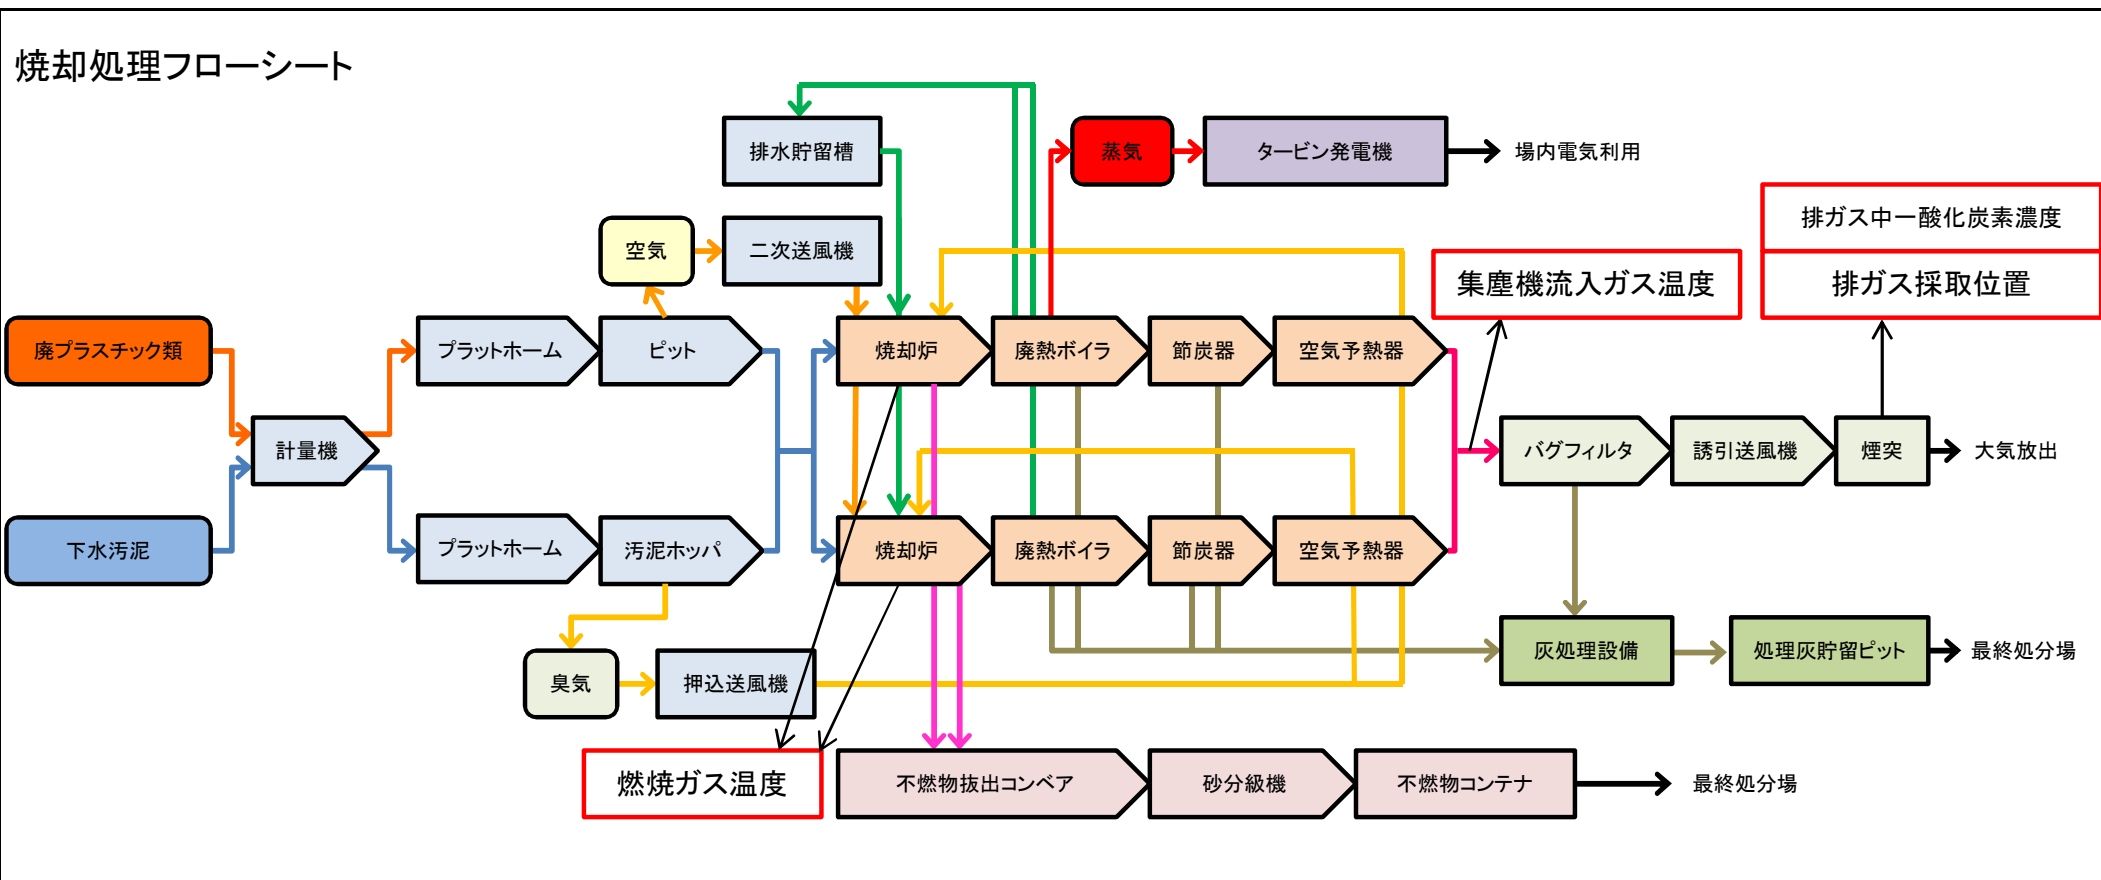 焼却処理フローシート
排水貯留槽
蒸気
タービン発電機
場内電気利用
排ガス中一酸化炭素濃度
空気
二次送風機
集塵機流入ガス温度
排ガス採取位置
廃プラスチック類
プラットホーム
ピット
焼却炉
廃熱ボイラ
節炭器
空気予熱器
計量機
バグフィルタ
誘引送風機
煙突
大気放出
下水汚泥
プラットホーム
汚泥ホッパ
焼却炉
廃熱ボイラ
節炭器
空気予熱器
灰処理設備
処理灰貯留ピット
最終処分場
臭気
押込送風機
燃焼ガス温度
不燃物抜出コンベア
砂分級機
不燃物コンテナ
最終処分場